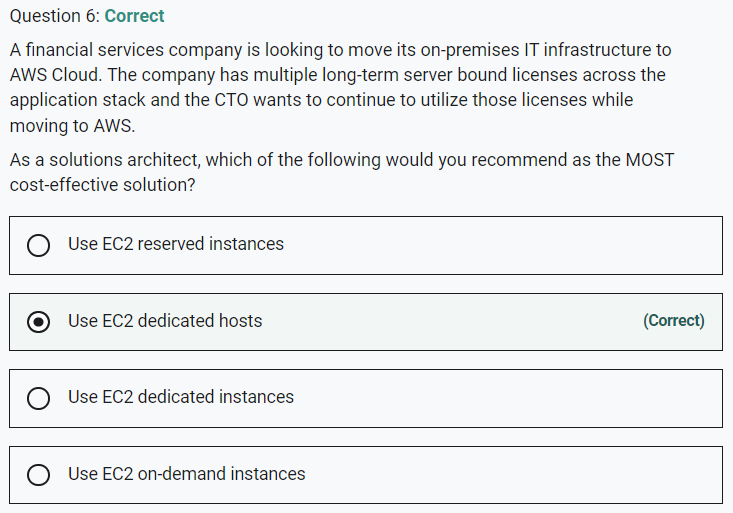 Question 6: Correct
A financial services company is looking to move its on-premises IT infrastructure to
AWS Cloud. The company has multiple long-term server bound licenses across the
application stack and the CTO wants to continue to utilize those licenses while
moving to AWS.
As a solutions architect, which of the following would you recommend as the MOST
cost-effective solution?
Use EC2 reserved instances
Use EC2 dedicated hosts (Correct)
Use EC2 dedicated instances
Use EC2 on-demand instances